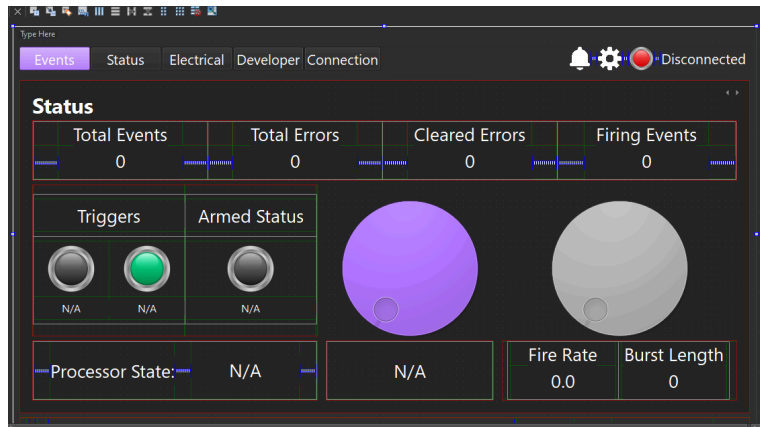 Type Here
Events Status Electrical Developer Connection Disconnected
Status
Total Events Total Errors Cleared Errors Firing Events
0 0 0 0
Triggers Armed Status
N/A N/A N/A
Processor State: N/A N/A
Fire Rate Burst Length
0.0 0